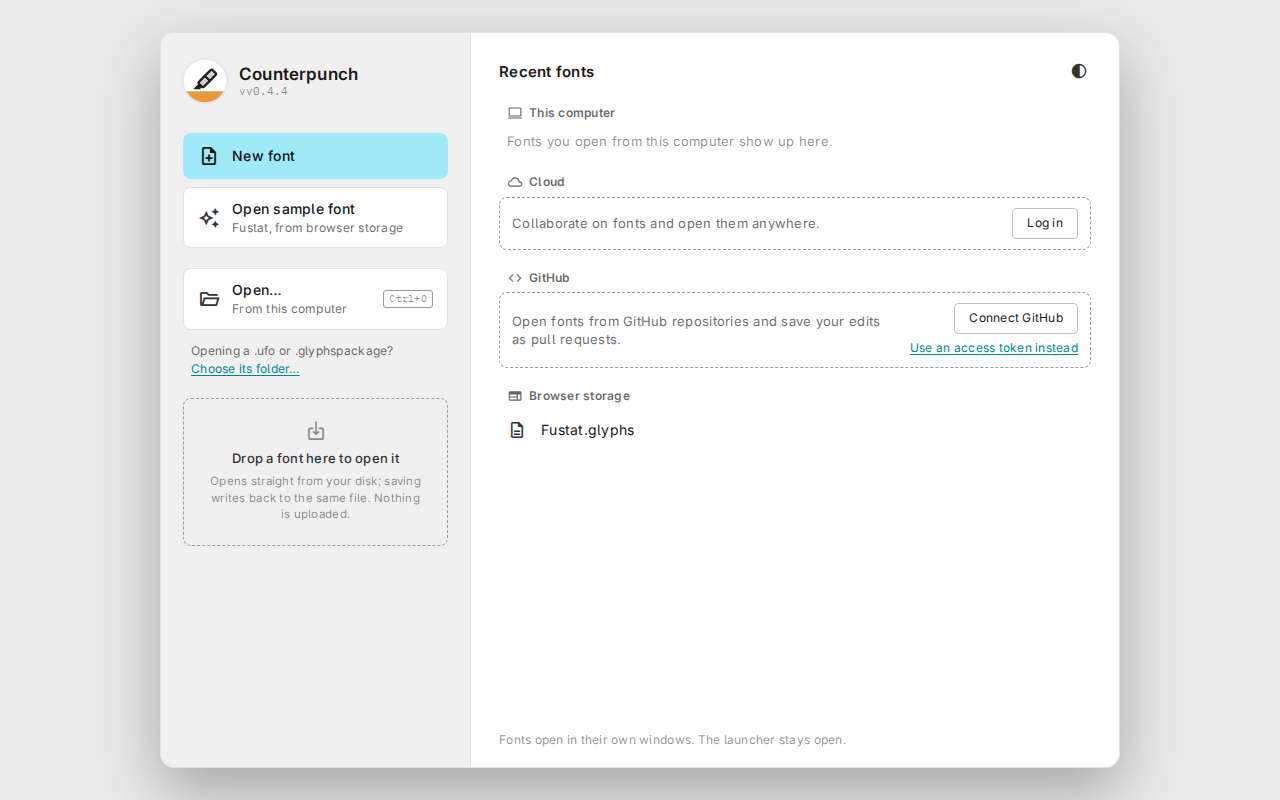 Counterpunch
vv0.4.4
New font
Open sample font
Fustat, from browser storage
Open...
From this computer
Ctrl+O
Opening a .ufo or .glyphspackage?
Choose its folder...
Drop a font here to open it
Opens straight from your disk; saving
writes back to the same file. Nothing
is uploaded.
Recent fonts
This computer
Fonts you open from this computer show up here.
Cloud
Collaborate on fonts and open them anywhere.
Log in
GitHub
Open fonts from GitHub repositories and save your edits
as pull requests.
Connect GitHub
Use an access token instead
Browser storage
Fustat.glyphs
Fonts open in their own windows. The launcher stays open.